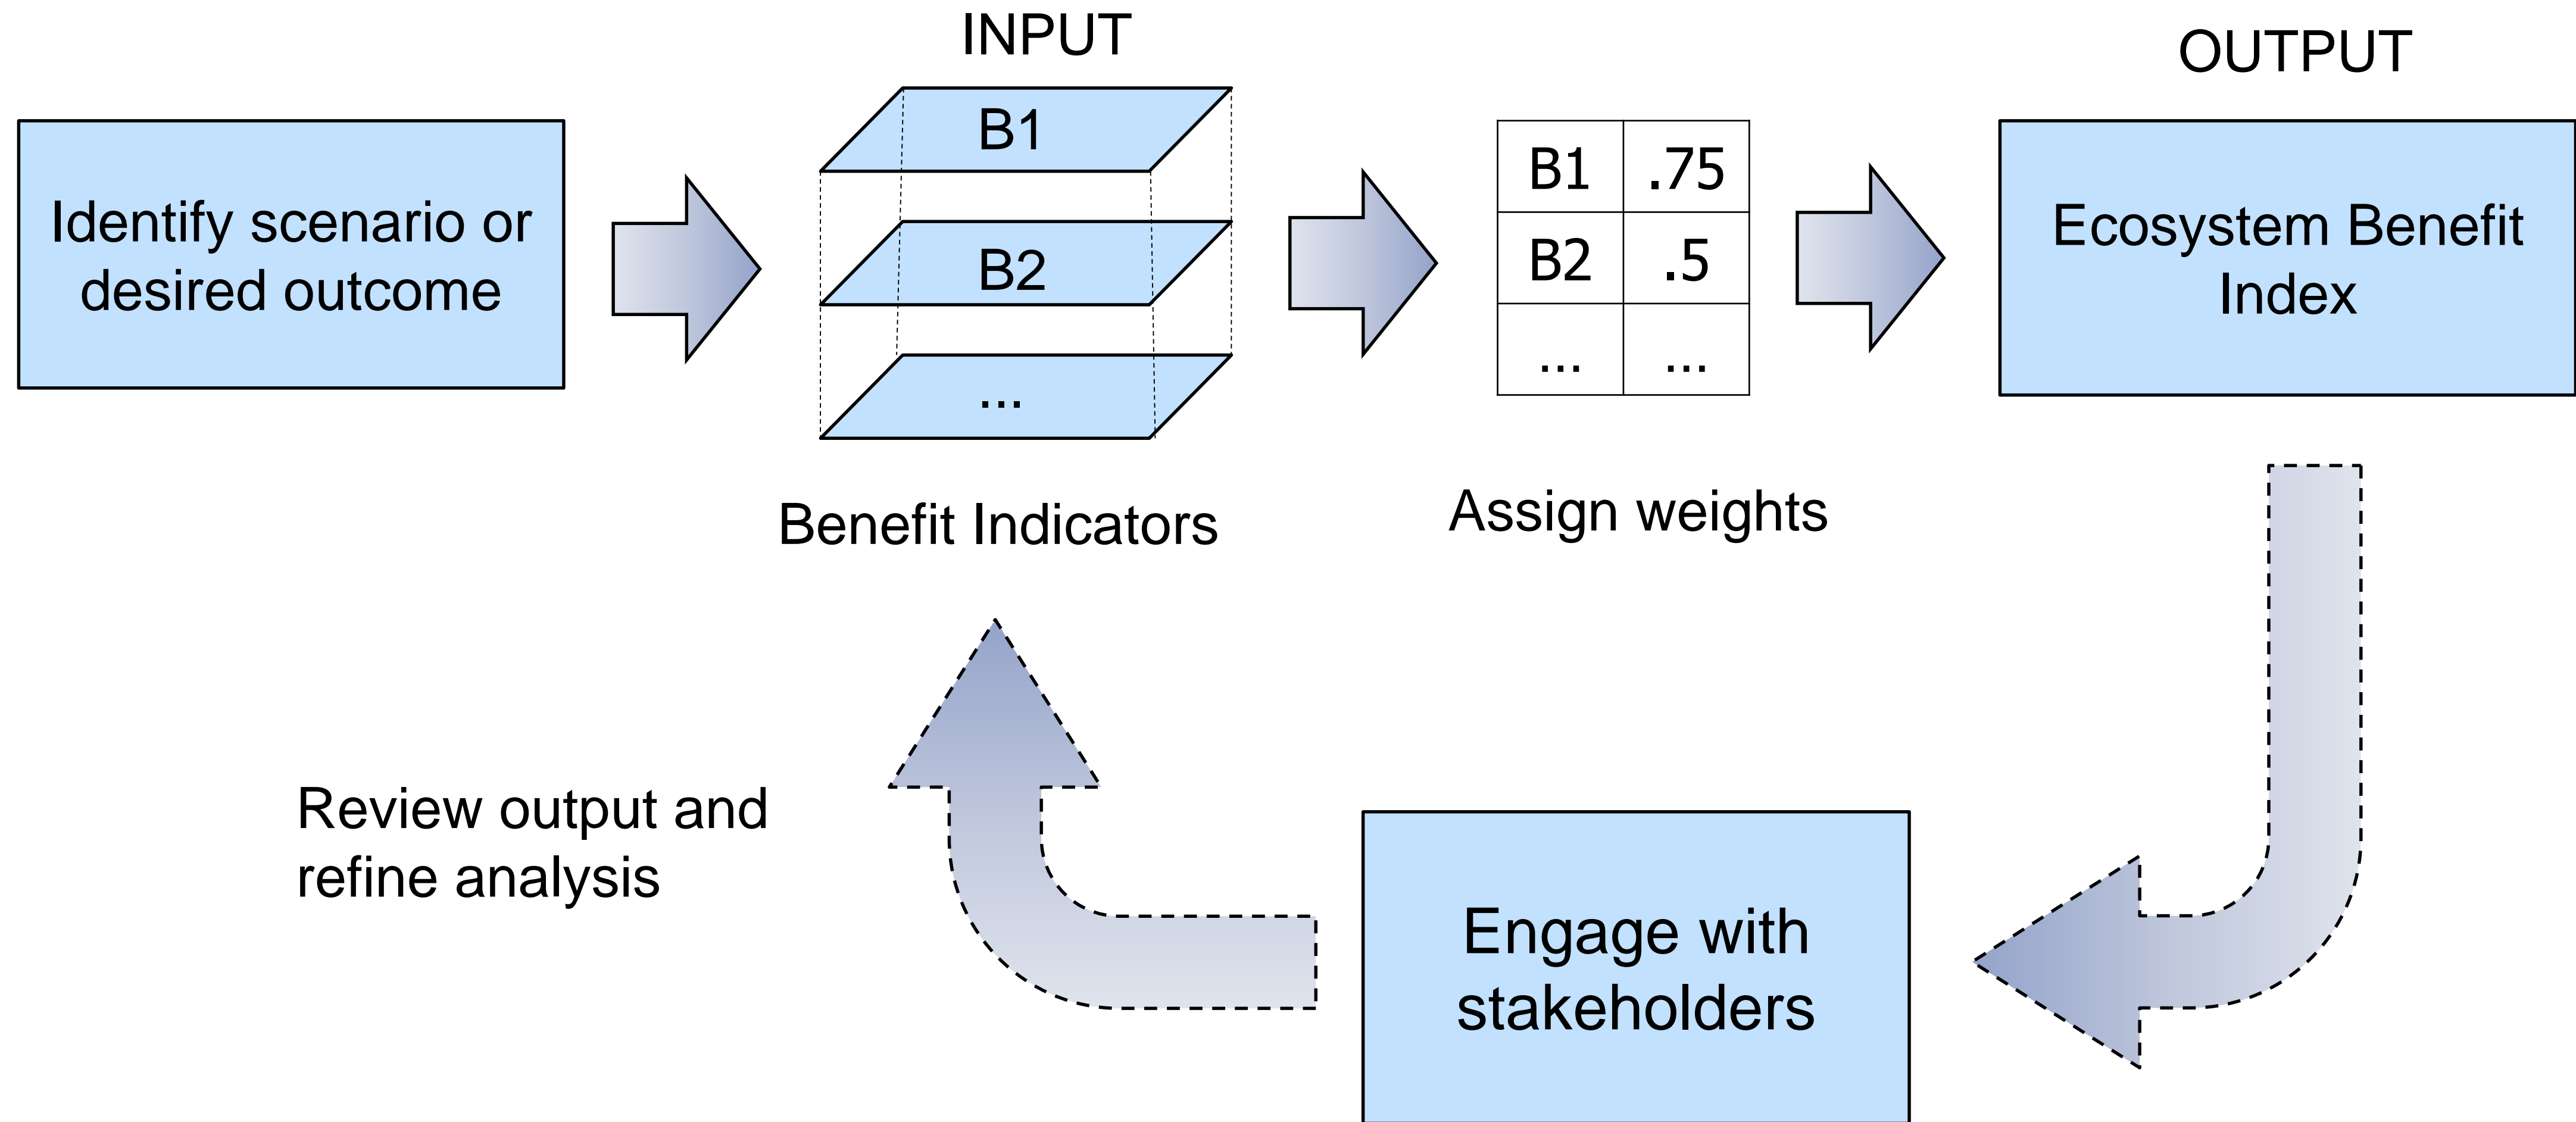 INPUT
OUTPUT
Identify scenario or
desired outcome
B1
B2
...
Benefit Indicators
B1 .75
B2 .5
... ...
Assign weights
Ecosystem Benefit
Index
Review output and
refine analysis
Engage with
stakeholders